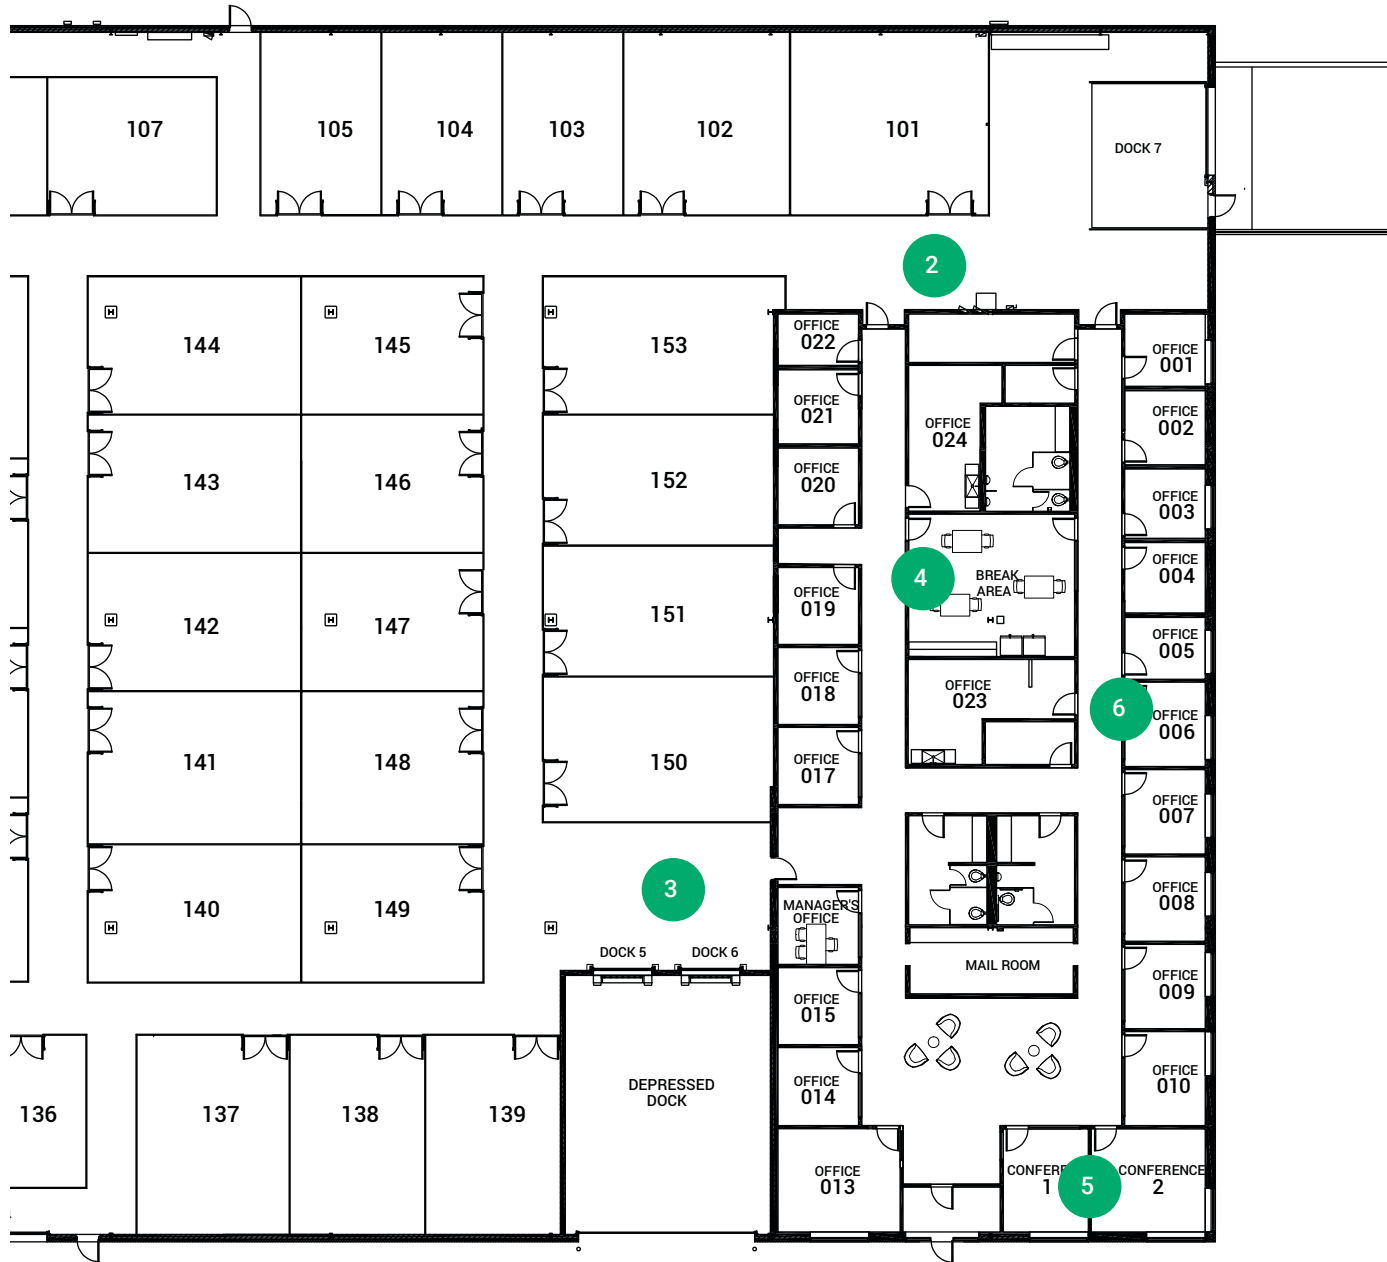 107
105
104
103
102
101
DOCK 7
2
144
145
153
OFFICE
022
OFFICE
001
OFFICE
021
OFFICE
024
OFFICE
002
143
146
152
OFFICE
020
OFFICE
003
4
BREAK
AREA
OFFICE
004
142
147
151
OFFICE
019
OFFICE
005
OFFICE
018
OFFICE
023
6
OFFICE
006
141
148
150
OFFICE
017
OFFICE
007
3
140
149
MANAGER'S
OFFICE
OFFICE
008
DOCK 5
DOCK 6
MAIL ROOM
OFFICE
009
OFFICE
015
136
137
138
139
DEPRESSED
DOCK
OFFICE
014
OFFICE
010
OFFICE
013
CONFERE
1
5
CONFERENCE
2